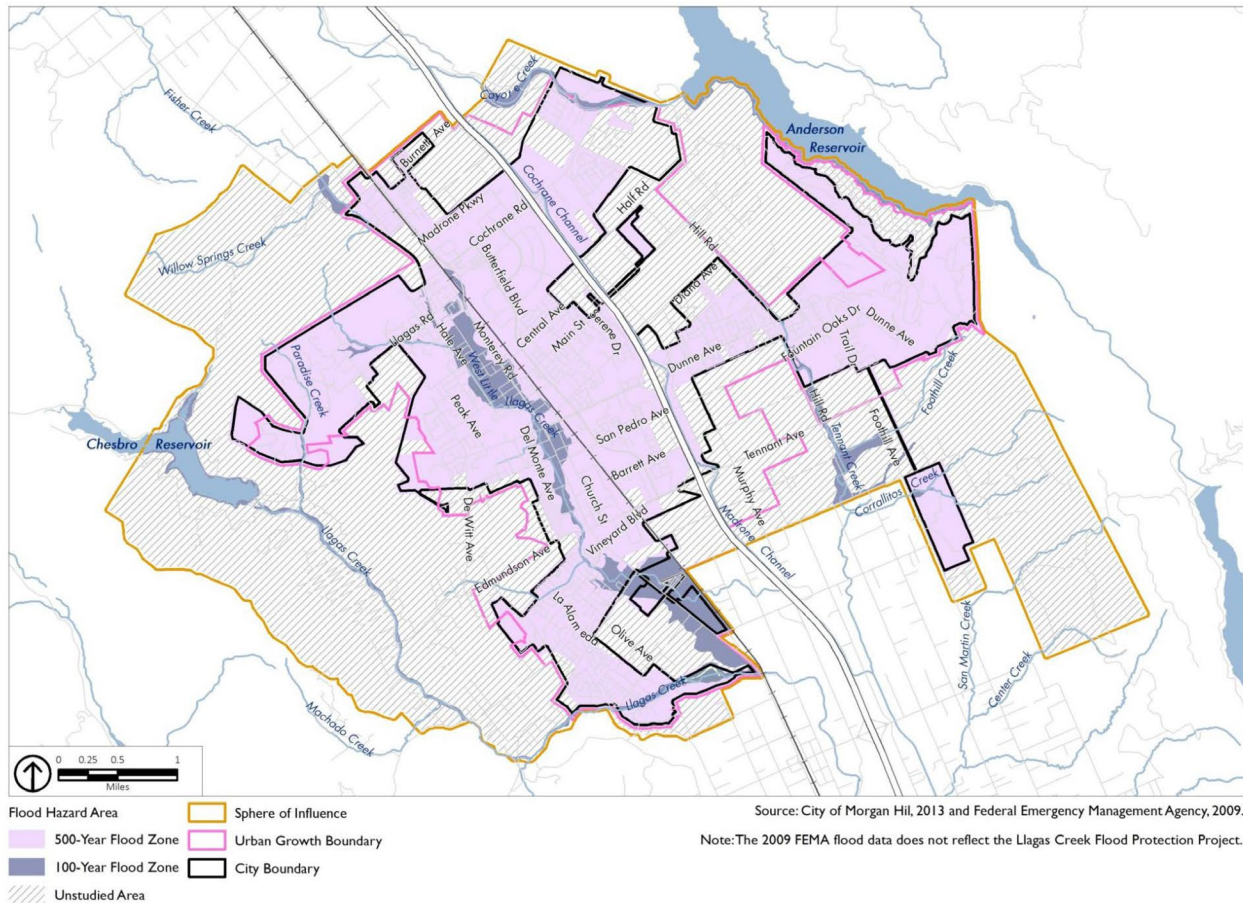 Coyote Creek
Fisher Creek
Burnett Ave
Anderson
Reservoir
Cochrane Channel
Half Rd
Madrone Pkwy
Cochrane Rd
Hill Rd
Willow Springs Creek
Butterfield Blvd
Diana Ave
Central Ave
Main St
Serene Dr
Llagas Rd
Hale Ave
Monterey Rd
Fountain Oaks Dr
Dunne Ave
Trail Dr
Dunne Ave
Paradise Creek
West Little Llagas Creek
Foothill Creek
Peak Ave
San Pedro Ave
Hill Rd
Tennant Creek
Foothill Ave
Chesbro Reservoir
Del Monte Ave
Barrett Ave
Tennant Ave
Church St
Murphy Ave
Corrallitos Creek
De Witt Ave
Vineyard Blvd
Madrone Channel
Llagas Creek
Edmundson Ave
La Alameda
Olive Ave
San Martin Creek
Center Creek
Llagas Creek
Machado Creek
0 0.25 0.5 1
Miles
Flood Hazard Area
500-Year Flood Zone
100-Year Flood Zone
Unstudied Area
Sphere of Influence
Urban Growth Boundary
City Boundary
Source: City of Morgan Hil, 2013 and Federal Emergency Management Agency, 2009.
Note: The 2009 FEMA flood data does not reflect the Llagas Creek Flood Protection Project.